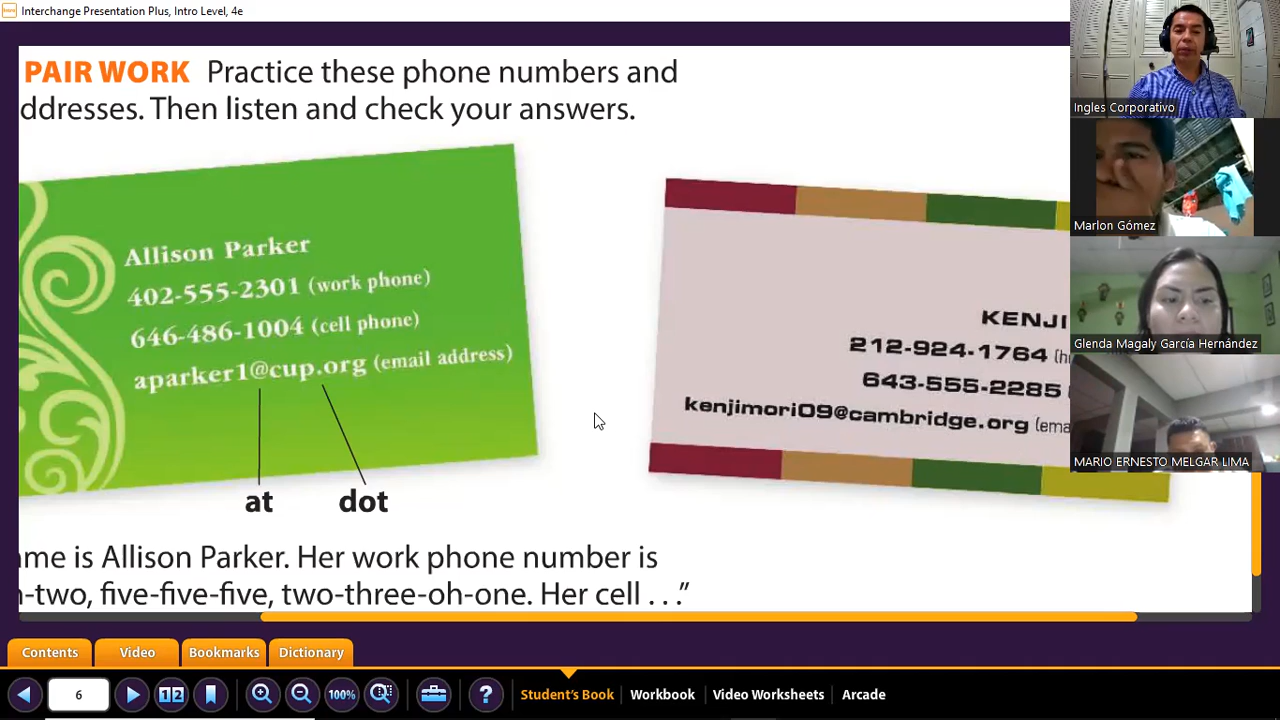 Interchange Presentation Plus, Intro Level, 4e
PAIR WORK Practice these phone numbers and
ddresses. Then listen and check your answers.
Allison Parker
402-555-2301 (work phone)
646-486-1004 (cell phone)
aparker1@cup.org (email address)
at dot
KENJI
212-924-1764
643-555-2285
kenjimori09@cambridge.org
ame is Allison Parker. Her work phone number is
-two, five-five-five, two-three-oh-one. Her cell . . .”
Ingles Corporativo
Marlon Gómez
Glenda Magaly García Hernández
MARIO ERNESTO MELGAR LIMA
Contents Video Bookmarks Dictionary
6 12 100% ? Student's Book Workbook Video Worksheets Arcade